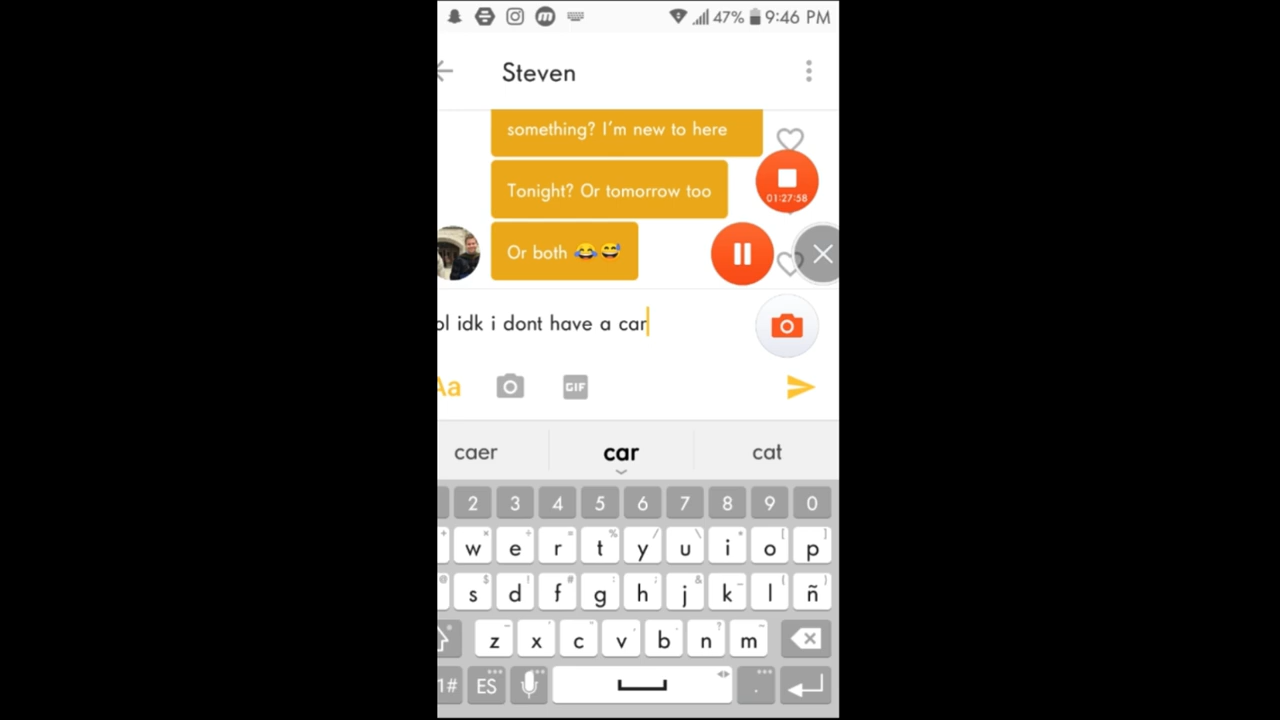 47% 9:46 PM
Steven
something? I'm new to here
Tonight? Or tomorrow too
01:27:58
Or both 😂😅
ol idk i dont have a car
Aa
GIF
caer car cat
2 3 4 5 6 7 8 9 0
w e r t y u i o p
s d f g h j k l ñ
z x c v b n m
1# ES .